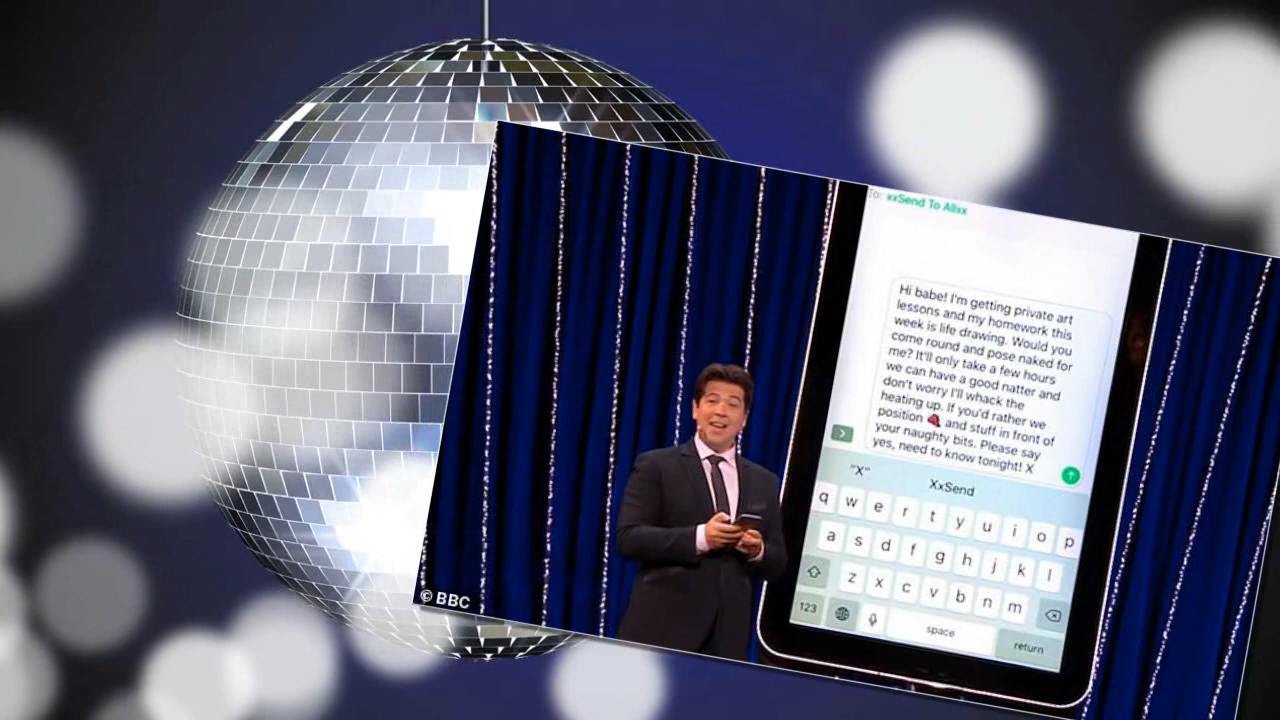 To: xxSend To Allxx
Hi babe! I'm getting private art
lessons and my homework this
week is life drawing. Would you
come round and pose naked for
me? It'll only take a few hours
we can have a good natter and
don't worry I'll whack the
heating up. If you'd rather we
position 🍇 and stuff in front of
your naughty bits. Please say
yes, need to know tonight! X
"X" XxSend
q w e r t y u i o p
a s d f g h j k l
z x c v b n m
123 space return
© BBC